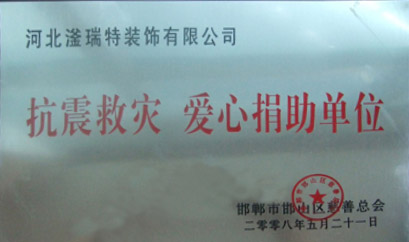 河北滏瑞特装饰有限公司
抗震救灾 爱心捐助单位
邯郸市邯山区慈善总会
二零零八年五月二十一日